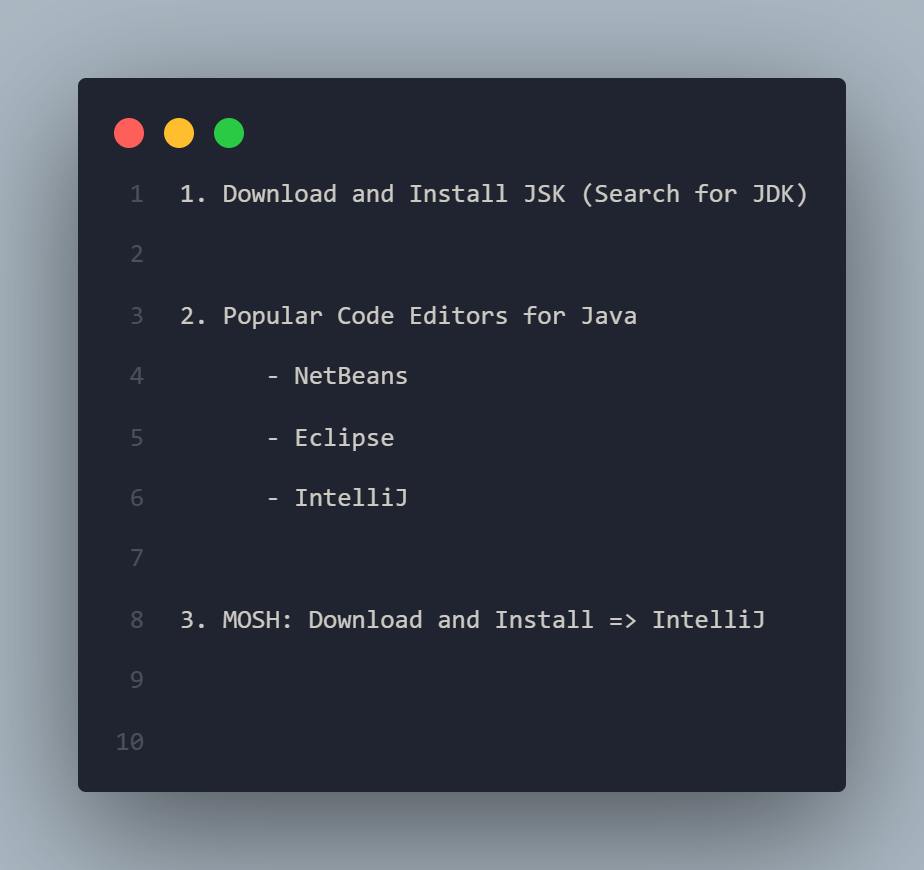 1 1. Download and Install JSK (Search for JDK)
2
3 2. Popular Code Editors for Java
4 - NetBeans
5 - Eclipse
6 - IntelliJ
7
8 3. MOSH: Download and Install => IntelliJ
9
10